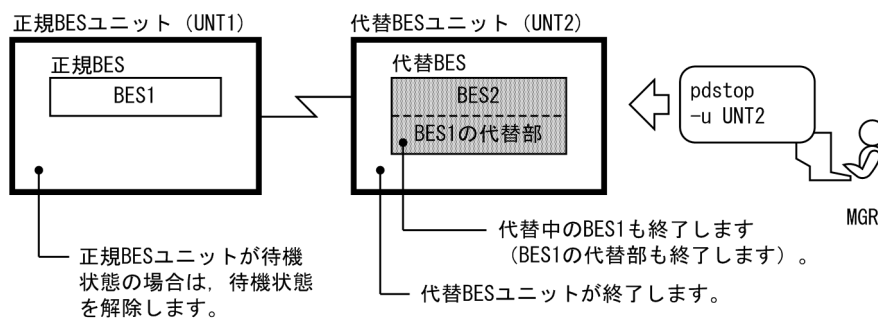 正規BESユニット（UNT1）
代替BESユニット（UNT2）
正規BES
BES1
代替BES
BES2
BES1の代替部
pdstop
-u UNT2
MGR
正規BESユニットが待機
状態の場合は，待機状態
を解除します。
代替中のBES1も終了します
（BES1の代替部も終了します）。
代替BESユニットが終了します。